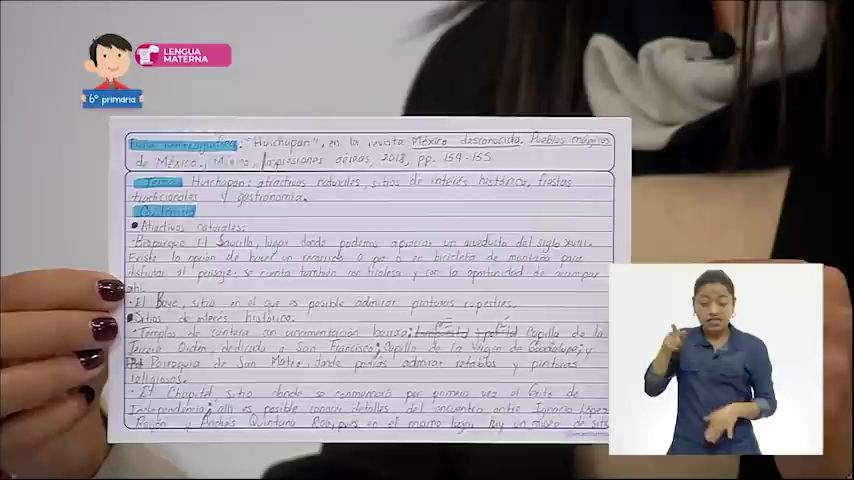 LENGUA
MATERNA
6º primaria
"Huichapan", en la revista México desconocido. Pueblos mágicos
de México, Impresiones aéreas, 2018, pp. 154-155
Tema: Huichapan: atractivos naturales, sitios de interés histórico, fiestas
tradicionales y gastronomía.
Contenido
• Atractivos naturales:
· Bioparque El Saucillo, lugar donde podemos apreciar un acueducto del siglo XVIII.
Existe la opción de hacer un recorrido a pie o en bicicleta de montaña para
disfrutar el paisaje. se cuenta también con tirolesa y con la oportunidad de acampar
ahí.
· El Boye, sitio en el que es posible admirar pinturas rupestres.
• Sitios de interés histórico:
· Templos de cantera con ornamentación barroca; Capilla de la
Tercera Orden, dedicada a San Francisco; Capilla de la Virgen de Guadalupe; y
Parroquia de San Mateo, donde podrás admirar retablos y pinturas
religiosos.
· El Chapitel, sitio donde se conmemoró por primera vez el Grito de
Independencia; allí es posible conocer detalles del encuentro entre Ignacio López
Rayón y Andrés Quintana Roo, pues en el mismo lugar, hay un museo de sitio